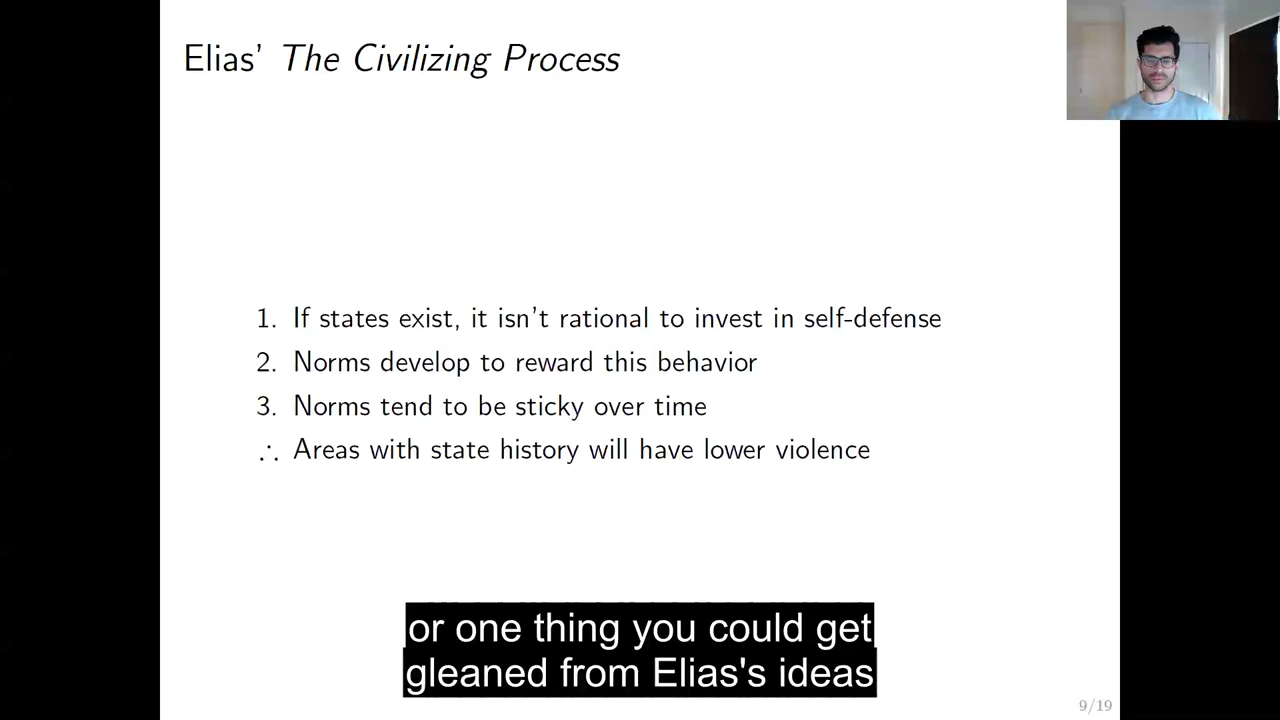 Elias' The Civilizing Process
1. If states exist, it isn't rational to invest in self-defense
2. Norms develop to reward this behavior
3. Norms tend to be sticky over time
∴ Areas with state history will have lower violence
or one thing you could get
gleaned from Elias's ideas
9/19